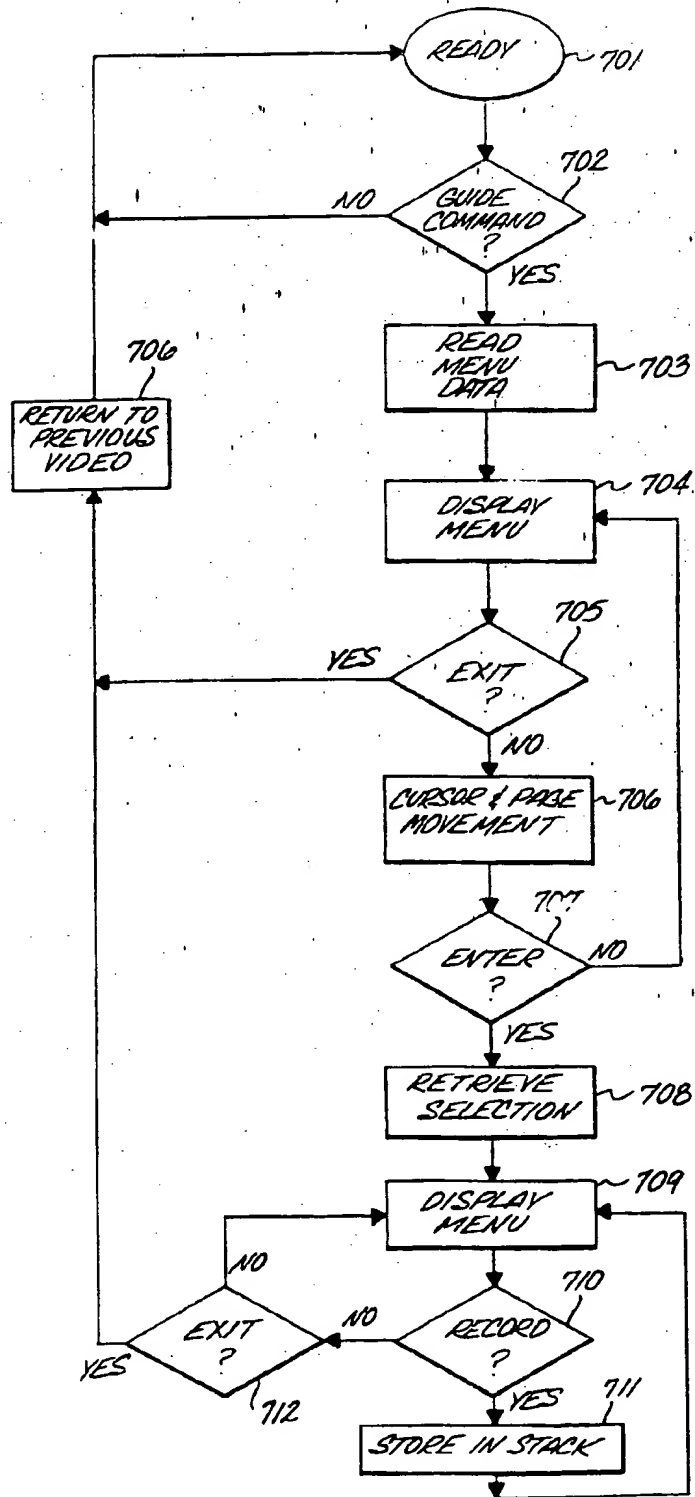 READY
701
702
GUIDE
COMMAND
?
NO
YES
READ
MENU
DATA
703
706
RETURN TO
PREVIOUS
VIDEO
704
DISPLAY
MENU
705
YES
EXIT
?
NO
CURSOR & PAGE
MOVEMENT
706
707
ENTER
?
NO
YES
RETRIEVE
SELECTION
708
709
DISPLAY
MENU
NO
710
EXIT
?
NO
RECORD
?
YES
712
YES
711
STORE IN STACK